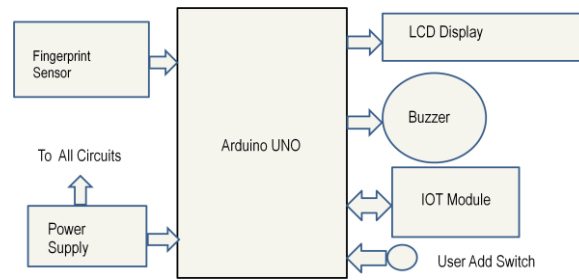 Fingerprint
Sensor
LCD Display
Buzzer
Arduino UNO
To All Circuits
IOT Module
Power
Supply
User Add Switch